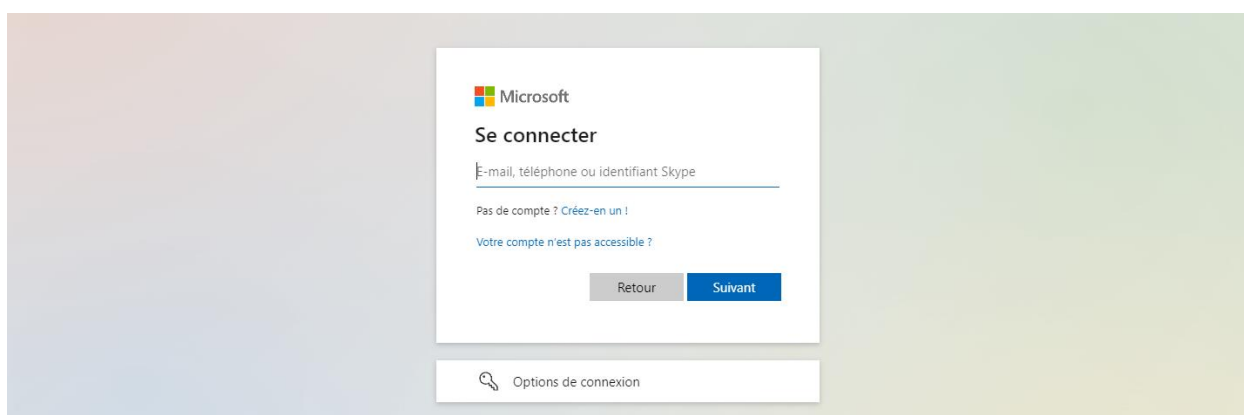 Microsoft
Se connecter
E-mail, téléphone ou identifiant Skype
Pas de compte ? Créez-en un !
Votre compte n'est pas accessible ?
Retour Suivant
Options de connexion